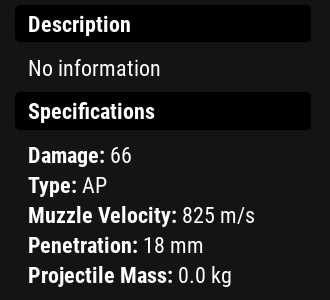 Description
No information
Specifications
Damage: 66
Type: AP
Muzzle Velocity: 825 m/s
Penetration: 18 mm
Projectile Mass: 0.0 kg